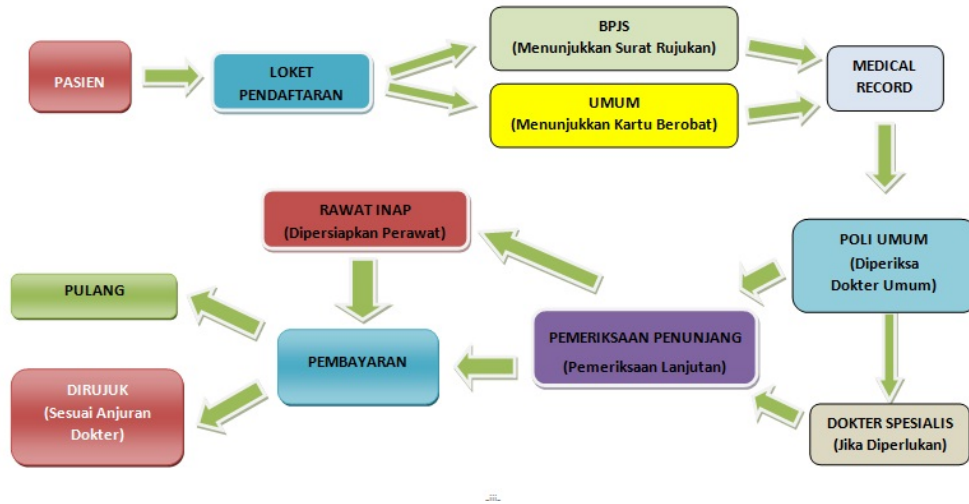 PASIEN
LOKET
PENDAFTARAN
BPJS
(Menunjukkan Surat Rujukan)
UMUM
(Menunjukkan Kartu Berobat)
MEDICAL
RECORD
POLI UMUM
(Diperiksa
Dokter Umum)
DOKTER SPESIALIS
(Jika Diperlukan)
PEMERIKSAAN PENUNJANG
(Pemeriksaan Lanjutan)
RAWAT INAP
(Dipersiapkan Perawat)
PEMBAYARAN
PULANG
DIRUJUK
(Sesuai Anjuran
Dokter)